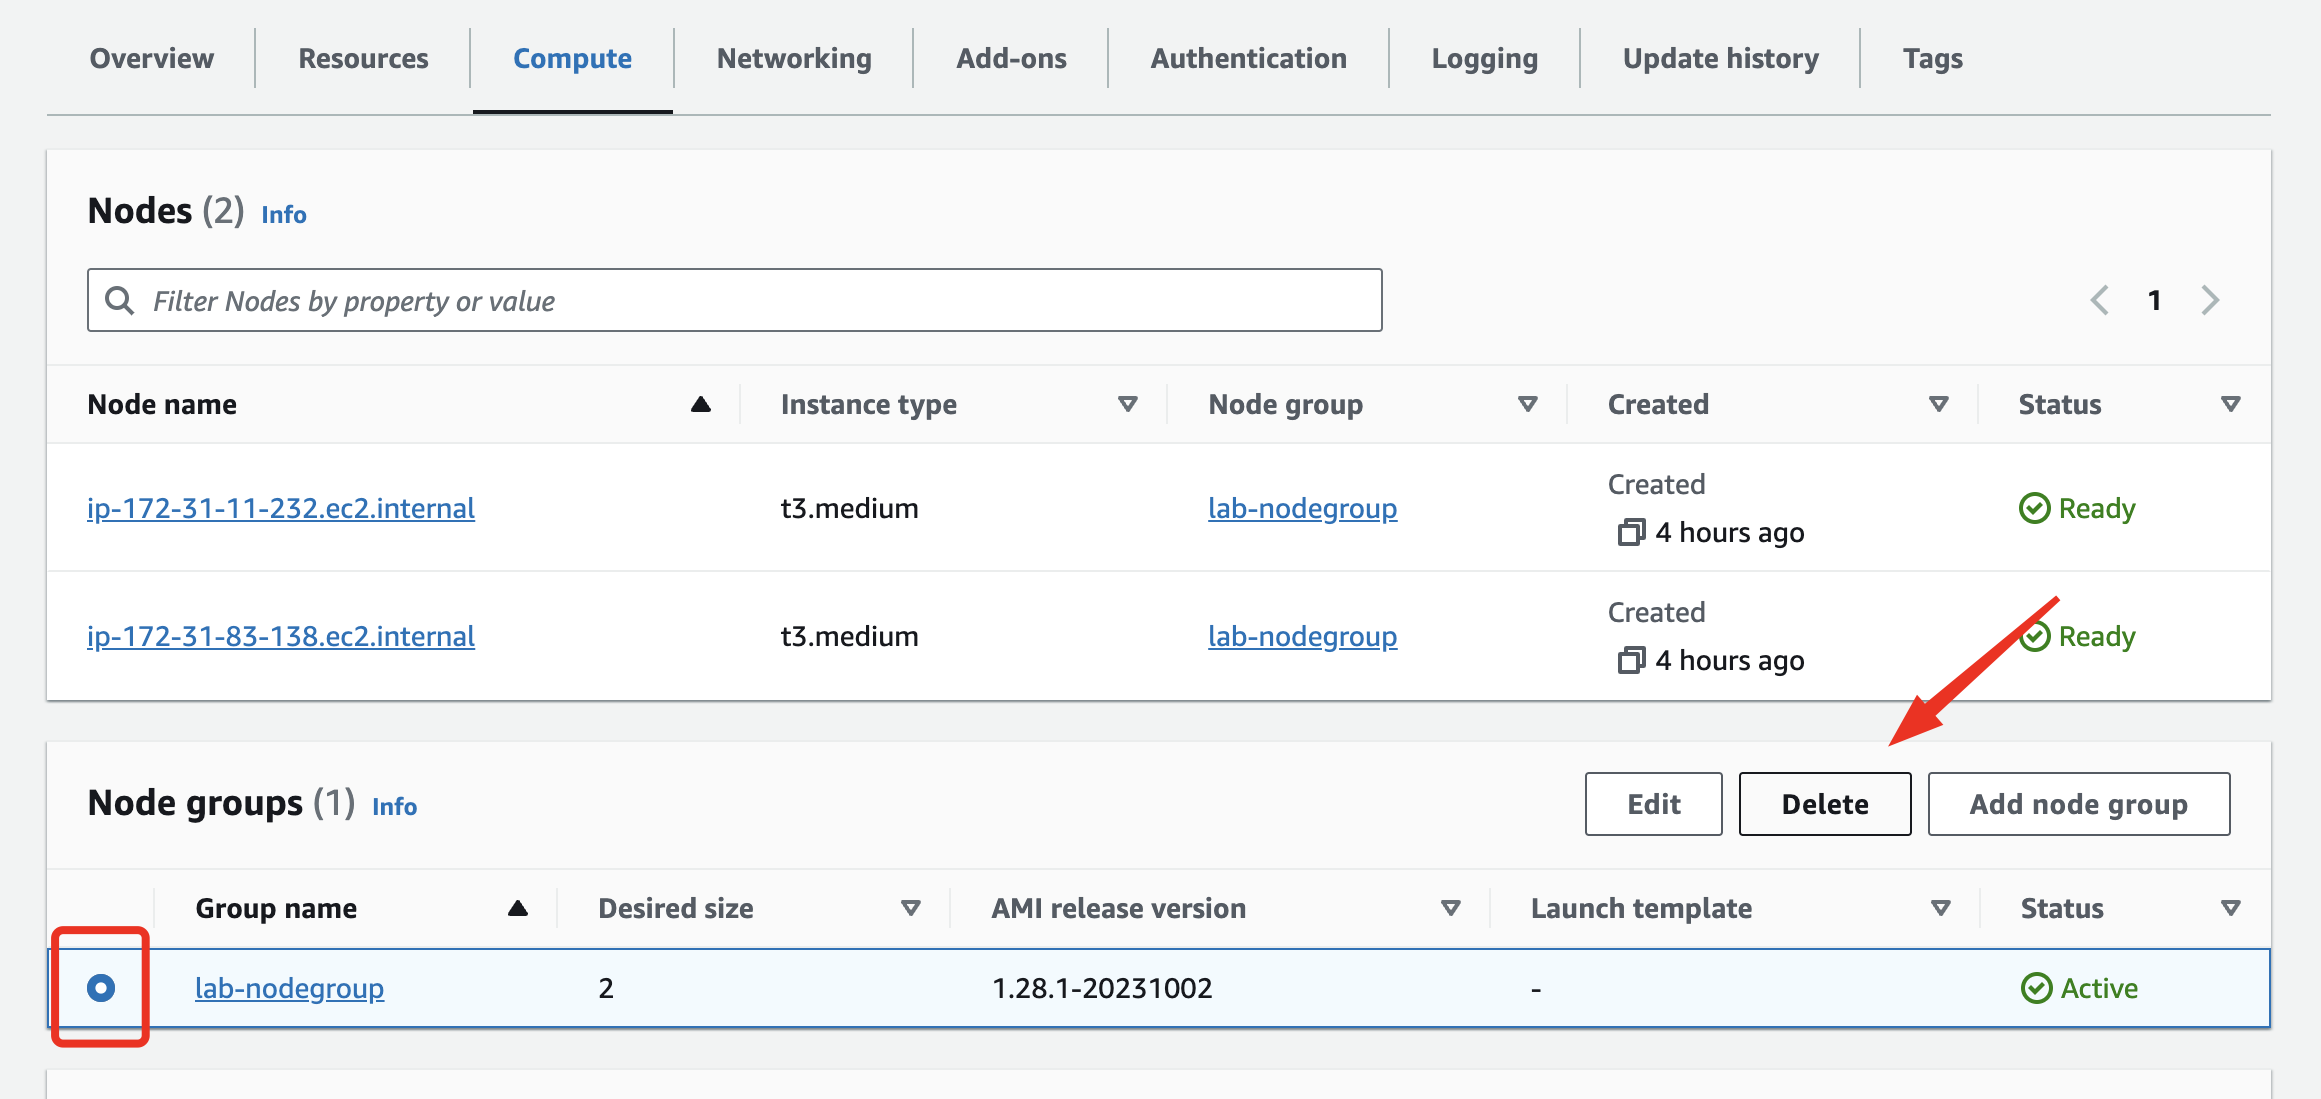 Overview Resources Compute Networking Add-ons Authentication Logging Update history Tags
Nodes (2) Info
Filter Nodes by property or value
1
Node name Instance type Node group Created Status
ip-172-31-11-232.ec2.internal t3.medium lab-nodegroup Created 4 hours ago Ready
ip-172-31-83-138.ec2.internal t3.medium lab-nodegroup Created 4 hours ago Ready
Node groups (1) Info Edit Delete Add node group
Group name Desired size AMI release version Launch template Status
lab-nodegroup 2 1.28.1-20231002 - Active